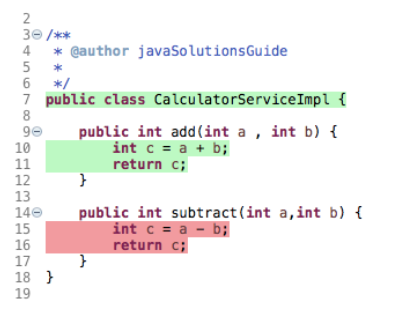 2
3 /**
4  * @author javaSolutionsGuide
5  *
6  */
7 public class CalculatorServiceImpl {
8
9     public int add(int a , int b) {
10         int c = a + b;
11         return c;
12     }
13
14     public int subtract(int a,int b) {
15         int c = a - b;
16         return c;
17     }
18 }
19